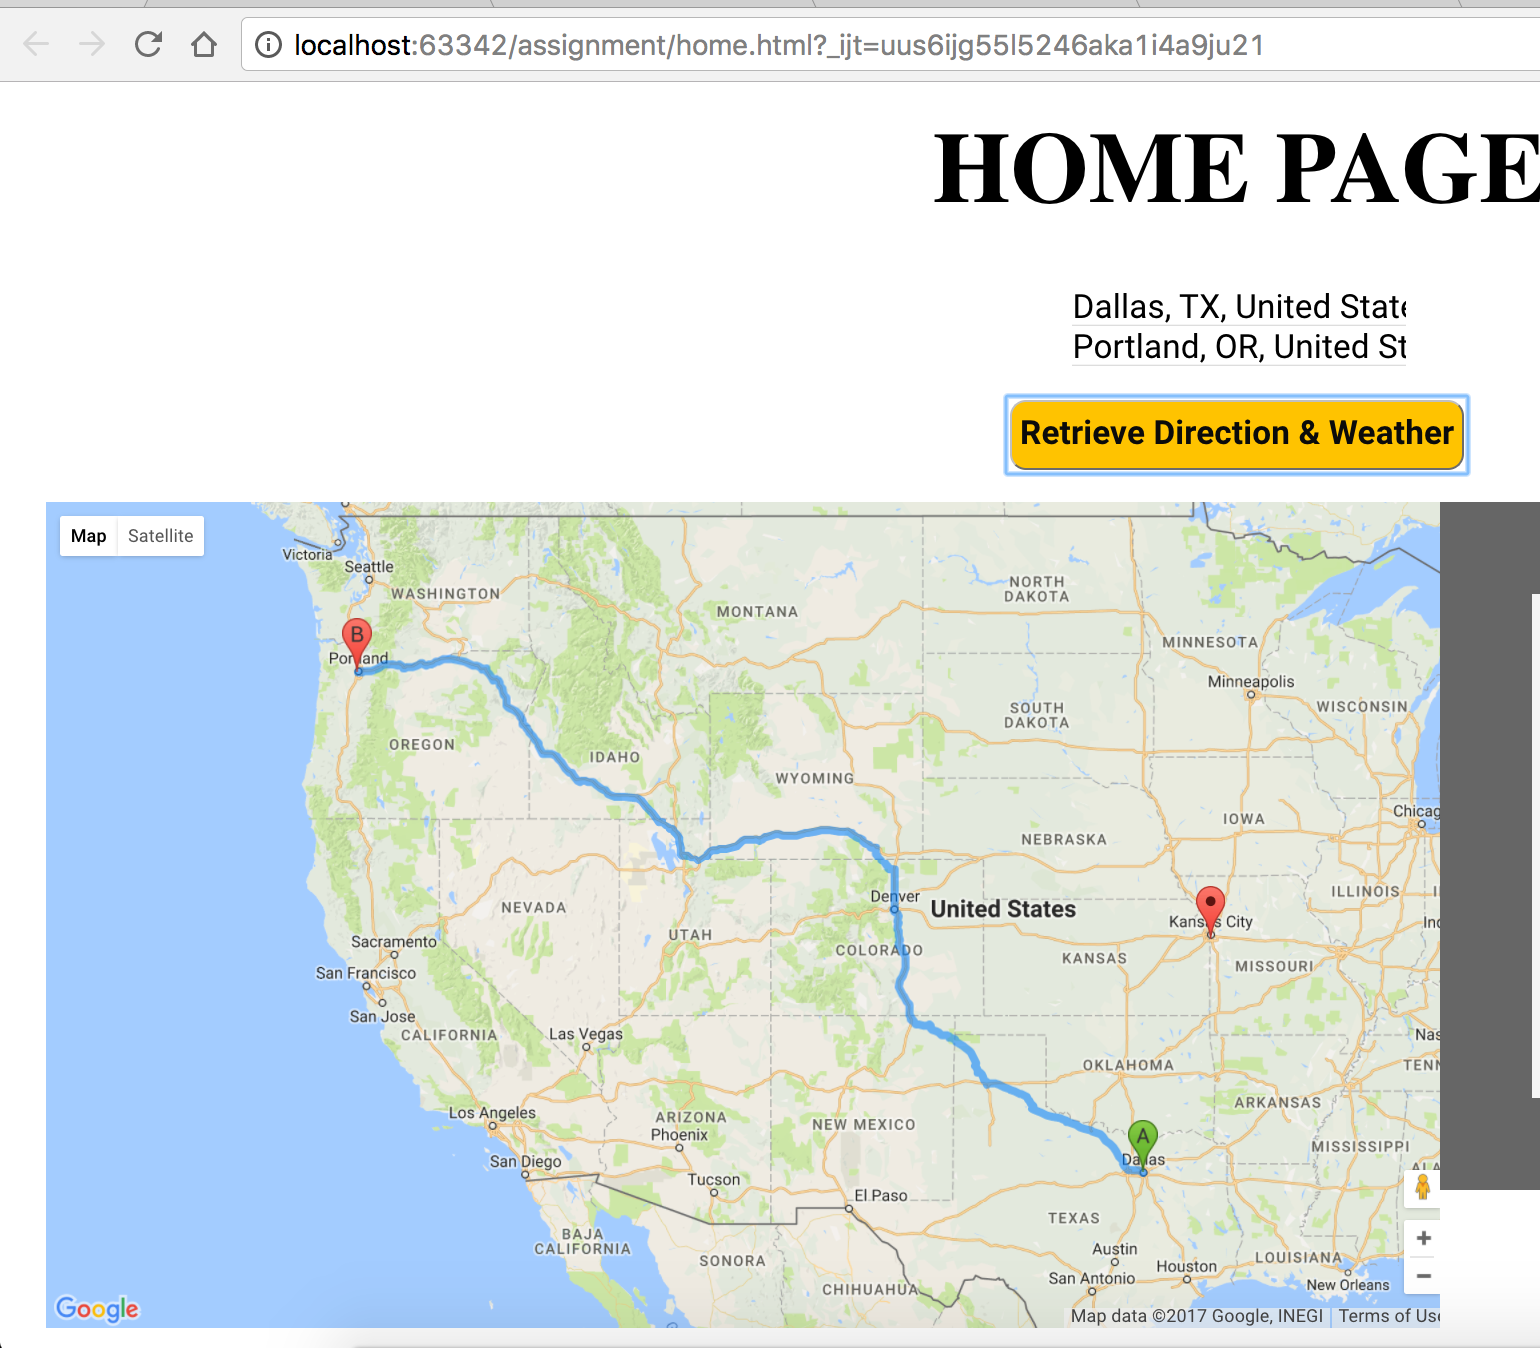 localhost:63342/assignment/home.html?_ijt=uus6ijg55l5246aka1i4a9ju21
HOME PAGE
Dallas, TX, United State
Portland, OR, United St
Retrieve Direction & Weather
Map Satellite
Victoria
Seattle
WASHINGTON
MONTANA
NORTH
DAKOTA
MINNESOTA
B
Portland
Minneapolis
WISCONSIN
SOUTH
DAKOTA
OREGON
IDAHO
WYOMING
Chicag
IOWA
NEBRASKA
Denver
United States
ILLINOIS
NEVADA
Kansas City
UTAH
Sacramento
COLORADO
KANSAS
MISSOURI
San Francisco
San Jose
CALIFORNIA
Las Vegas
Nas
OKLAHOMA
TENN
ARKANSAS
Los Angeles
ARIZONA
NEW MEXICO
Phoenix
A
Dallas
MISSISSIPPI
San Diego
ALA
Tucson
El Paso
TEXAS
BAJA
CALIFORNIA
SONORA
Austin
Houston
LOUISIANA
San Antonio
New Orleans
CHIHUAHUA
+
−
Google
Map data ©2017 Google, INEGI Terms of Use